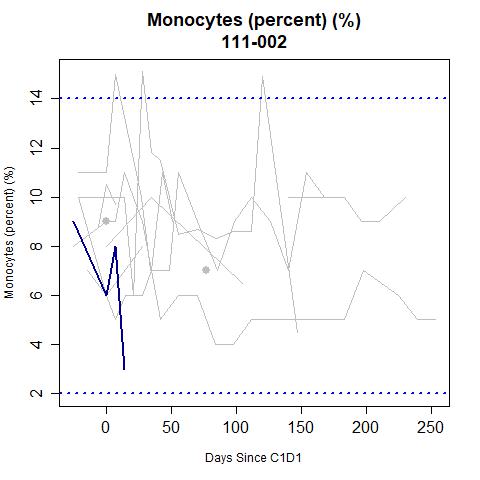 Monocytes (percent) (%)
111-002
Monocytes (percent) (%)
14
12
10
8
6
4
2
0 50 100 150 200 250
Days Since C1D1